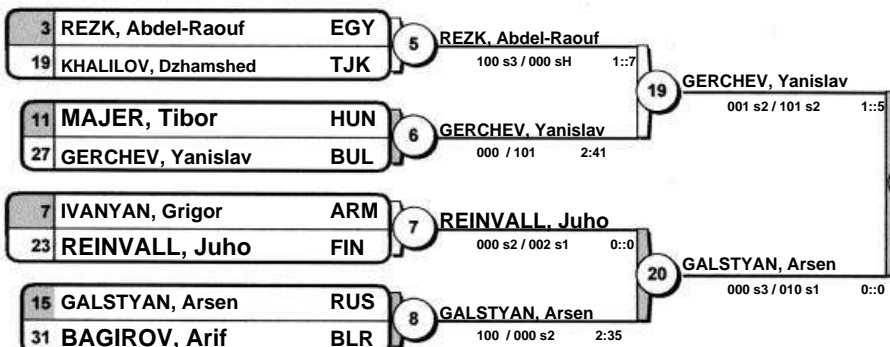 3 REZK, Abdel-Raouf EGY
19 KHALILOV, Dzhamshed TJK
5
REZK, Abdel-Raouf
100 s3 / 000 sH 1::7
11 MAJER, Tibor HUN
27 GERCHEV, Yanislav BUL
6
GERCHEV, Yanislav
000 / 101 2:41
19
GERCHEV, Yanislav
001 s2 / 101 s2 1::5
7 IVANYAN, Grigor ARM
23 REINVALL, Juho FIN
7
REINVALL, Juho
000 s2 / 002 s1 0::0
15 GALSTYAN, Arsen RUS
31 BAGIROV, Arif BLR
8
GALSTYAN, Arsen
100 / 000 s2 2:35
20
GALSTYAN, Arsen
000 s3 / 010 s1 0::0